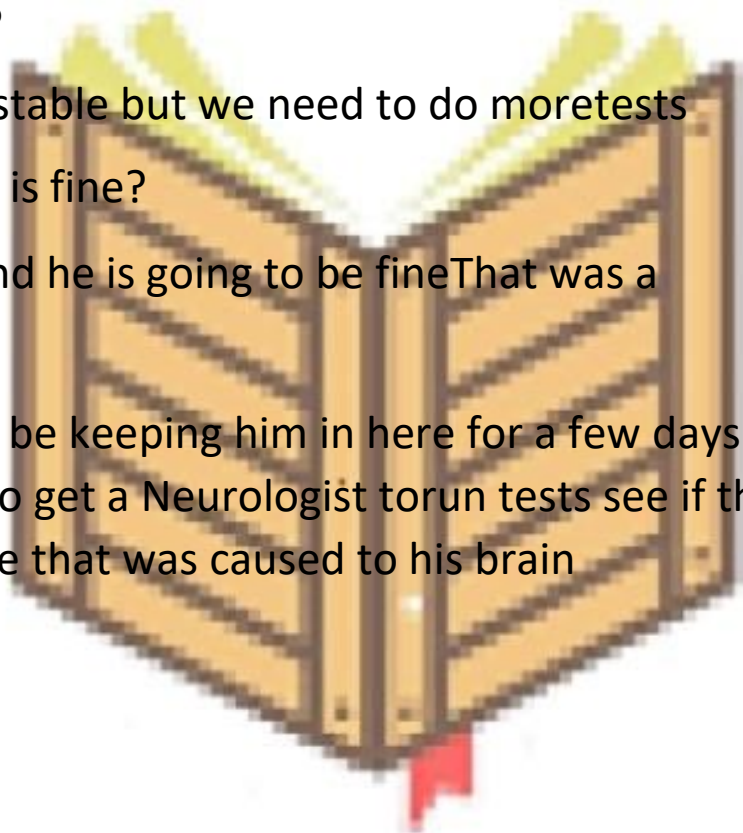 stable but we need to do moretests
is fine?
nd he is going to be fineThat was a
be keeping him in here for a few days
o get a Neurologist torun tests see if th
e that was caused to his brain